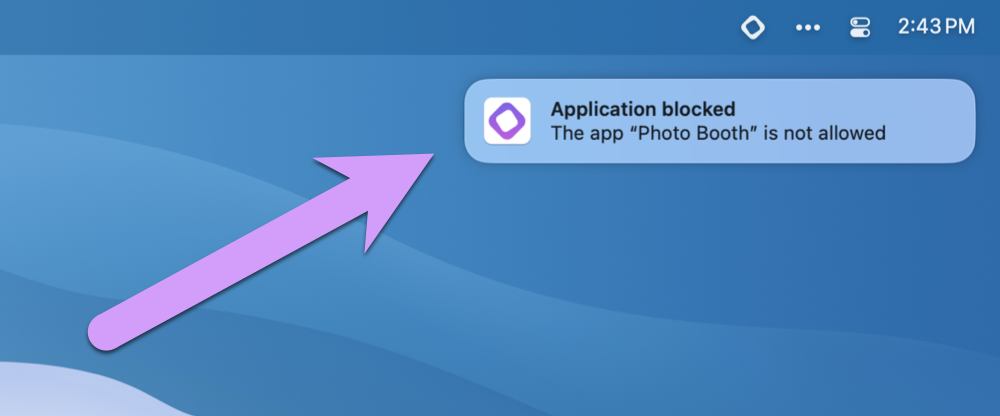 2:43 PM
Application blocked
The app “Photo Booth” is not allowed